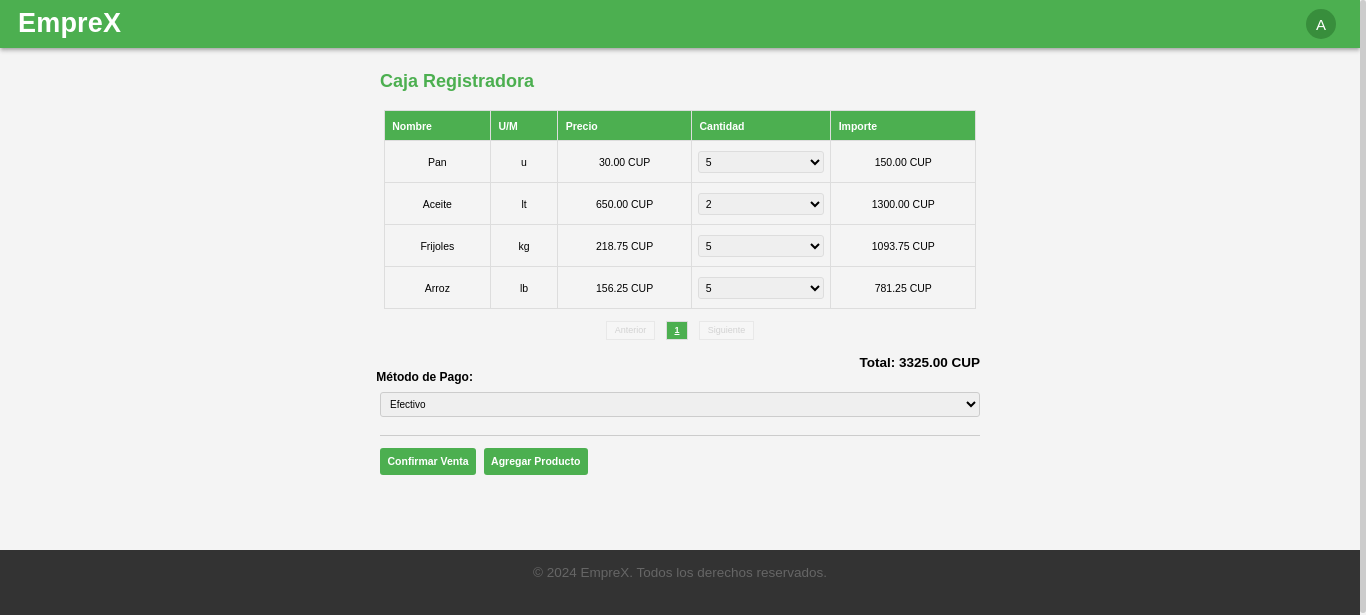 EmpreX
A
Caja Registradora
Nombre U/M Precio Cantidad Importe
Pan u 30.00 CUP 5 150.00 CUP
Aceite lt 650.00 CUP 2 1300.00 CUP
Frijoles kg 218.75 CUP 5 1093.75 CUP
Arroz lb 156.25 CUP 5 781.25 CUP
Anterior 1 Siguiente
Total: 3325.00 CUP
Método de Pago:
Efectivo
Confirmar Venta Agregar Producto
© 2024 EmpreX. Todos los derechos reservados.